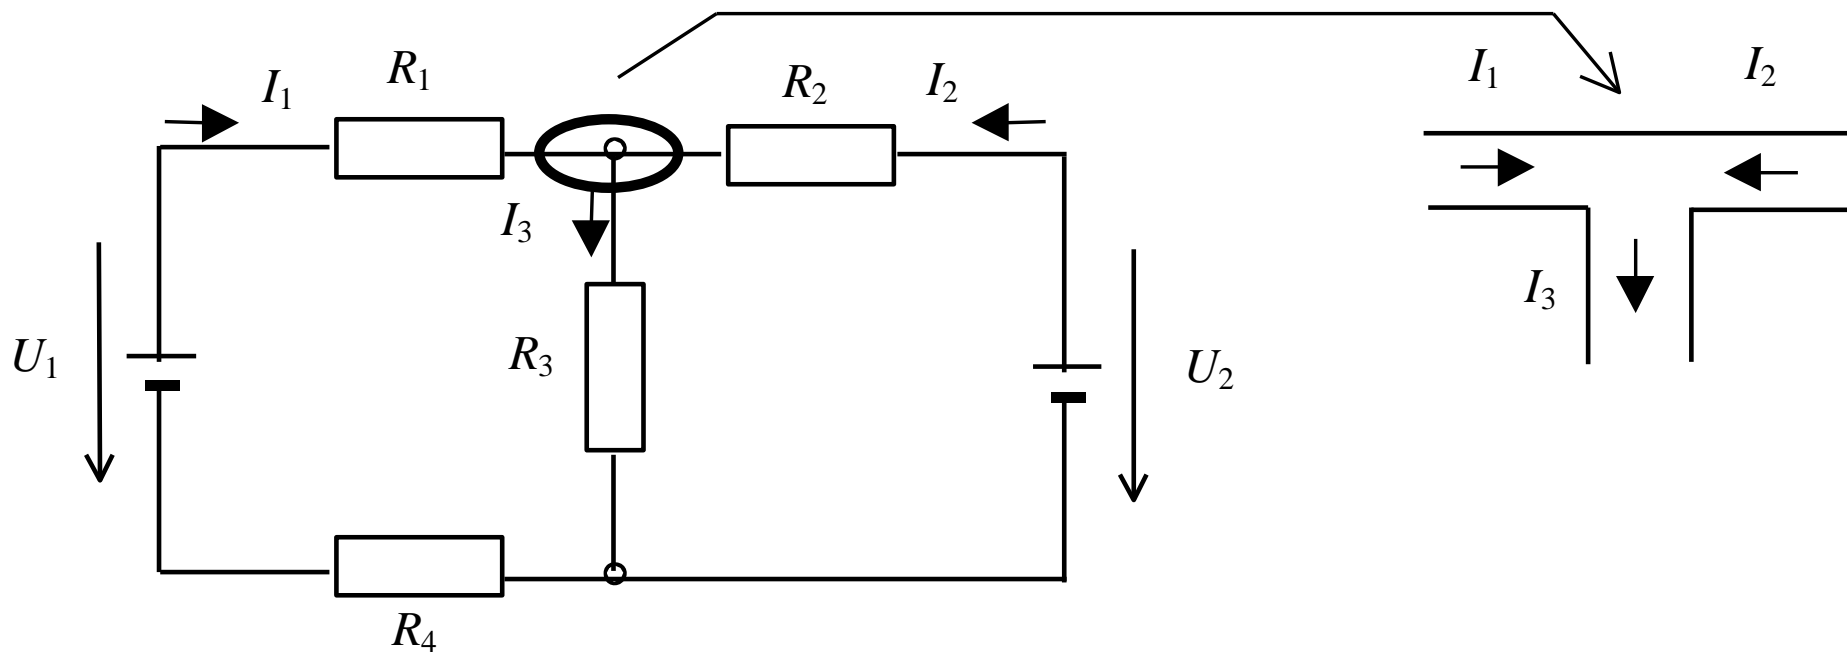 I₁
R₁
R₂
I₂
I₁
I₂
I₃
I₃
U₁
R₃
U₂
R₄